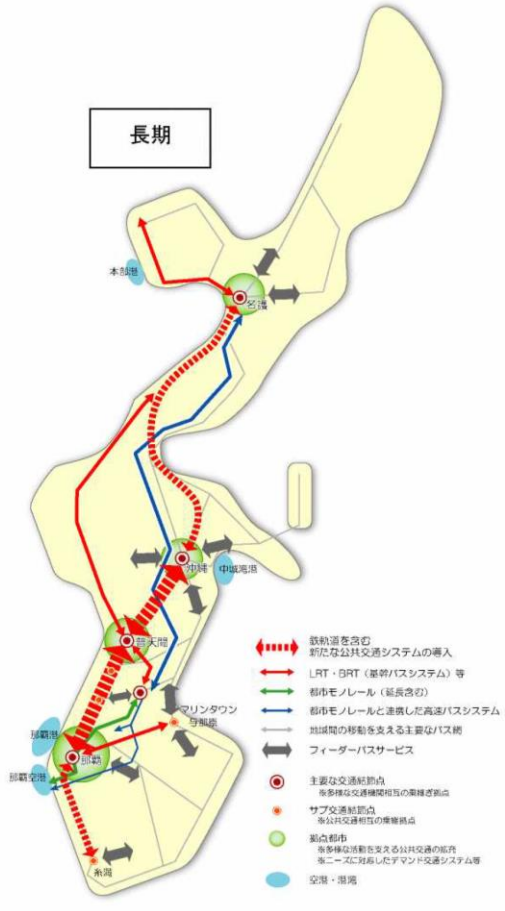 長期
本部港
名護
沖縄
中城湾港
普天間
マリンタウン
与那原
那覇港
那覇
那覇空港
糸満
鉄軌道を含む
新たな公共交通システムの導入
LRT・BRT（基幹バスシステム）等
都市モノレール（延長含む）
都市モノレールと連携した高速バスシステム
地域間の移動を支える主要なバス網
フィーダーバスサービス
主要な交通結節点
※多様な交通機関相互の乗継ぎ拠点
サブ交通結節点
※公共交通相互の乗継拠点
拠点都市
※多様な活動を支える公共交通の拡充
※ニーズに対応したデマンド交通システム等
空港・港湾